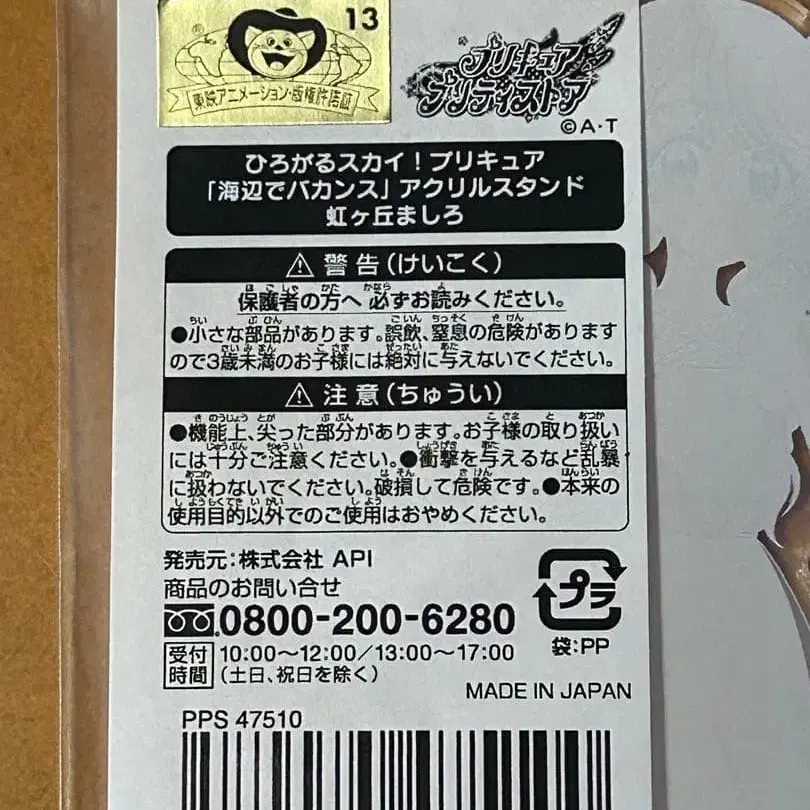 13
東映アニメーション・版権許諾証
プリキュア
プリティストア
©A・T
ひろがるスカイ！プリキュア
「海辺でバカンス」アクリルスタンド
虹ヶ丘ましろ
⚠ 警告（けいこく）
保護者の方へ 必ずお読みください。
●小さな部品があります。誤飲、窒息の危険があります
ので3歳未満のお子様には絶対に与えないでください。
⚠ 注意（ちゅうい）
●機能上、尖った部分があります。お子様の取り扱い
には十分ご注意ください。●衝撃を与えるなど乱暴
に扱わないでください。破損して危険です。●本来の
使用目的以外でのご使用はおやめください。
発売元：株式会社 API
商品のお問い合せ
0800-200-6280
受付時間 10:00～12:00/13:00～17:00
（土日、祝日を除く）
プラ
袋：PP
MADE IN JAPAN
PPS 47510